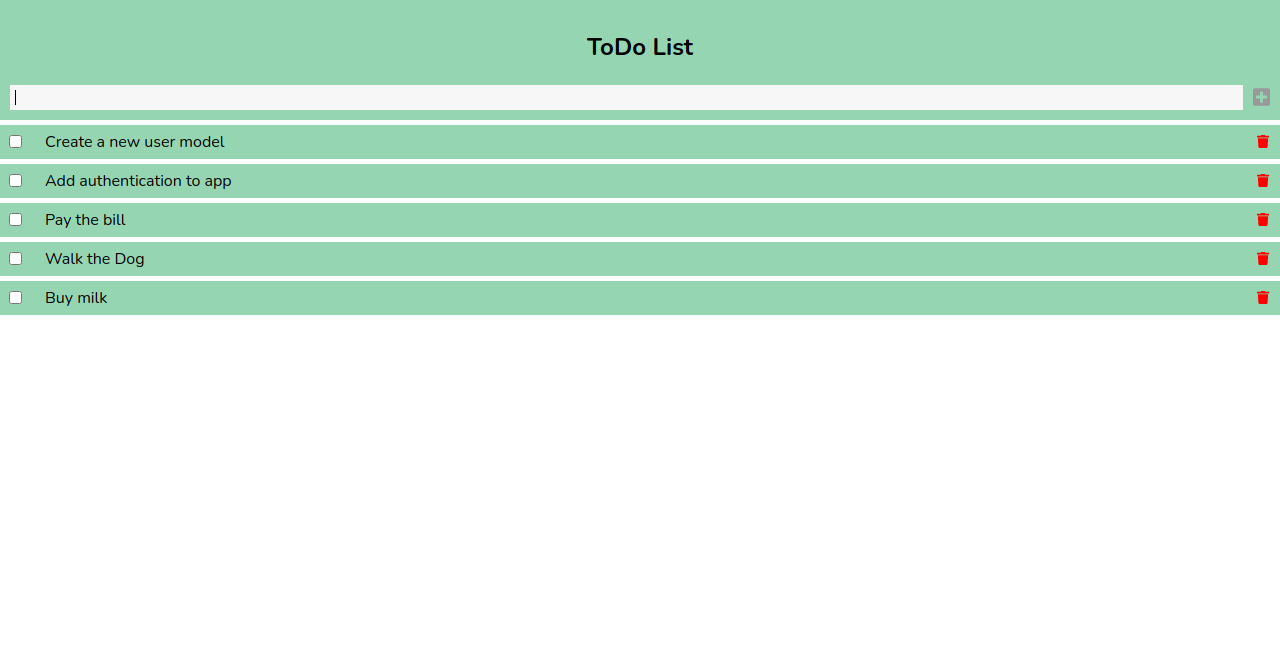 ToDo List
Create a new user model
Add authentication to app
Pay the bill
Walk the Dog
Buy milk